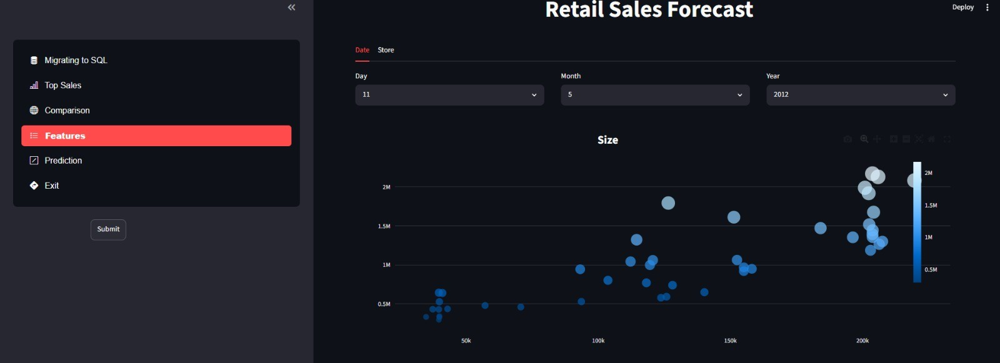 Retail Sales Forecast
Deploy
Migrating to SQL
Top Sales
Comparison
Features
Prediction
Exit
Submit
Date Store
Day Month Year
11 5 2012
Size
2M
1.5M
1M
0.5M
50k 100k 150k 200k
2M
1.5M
1M
0.5M